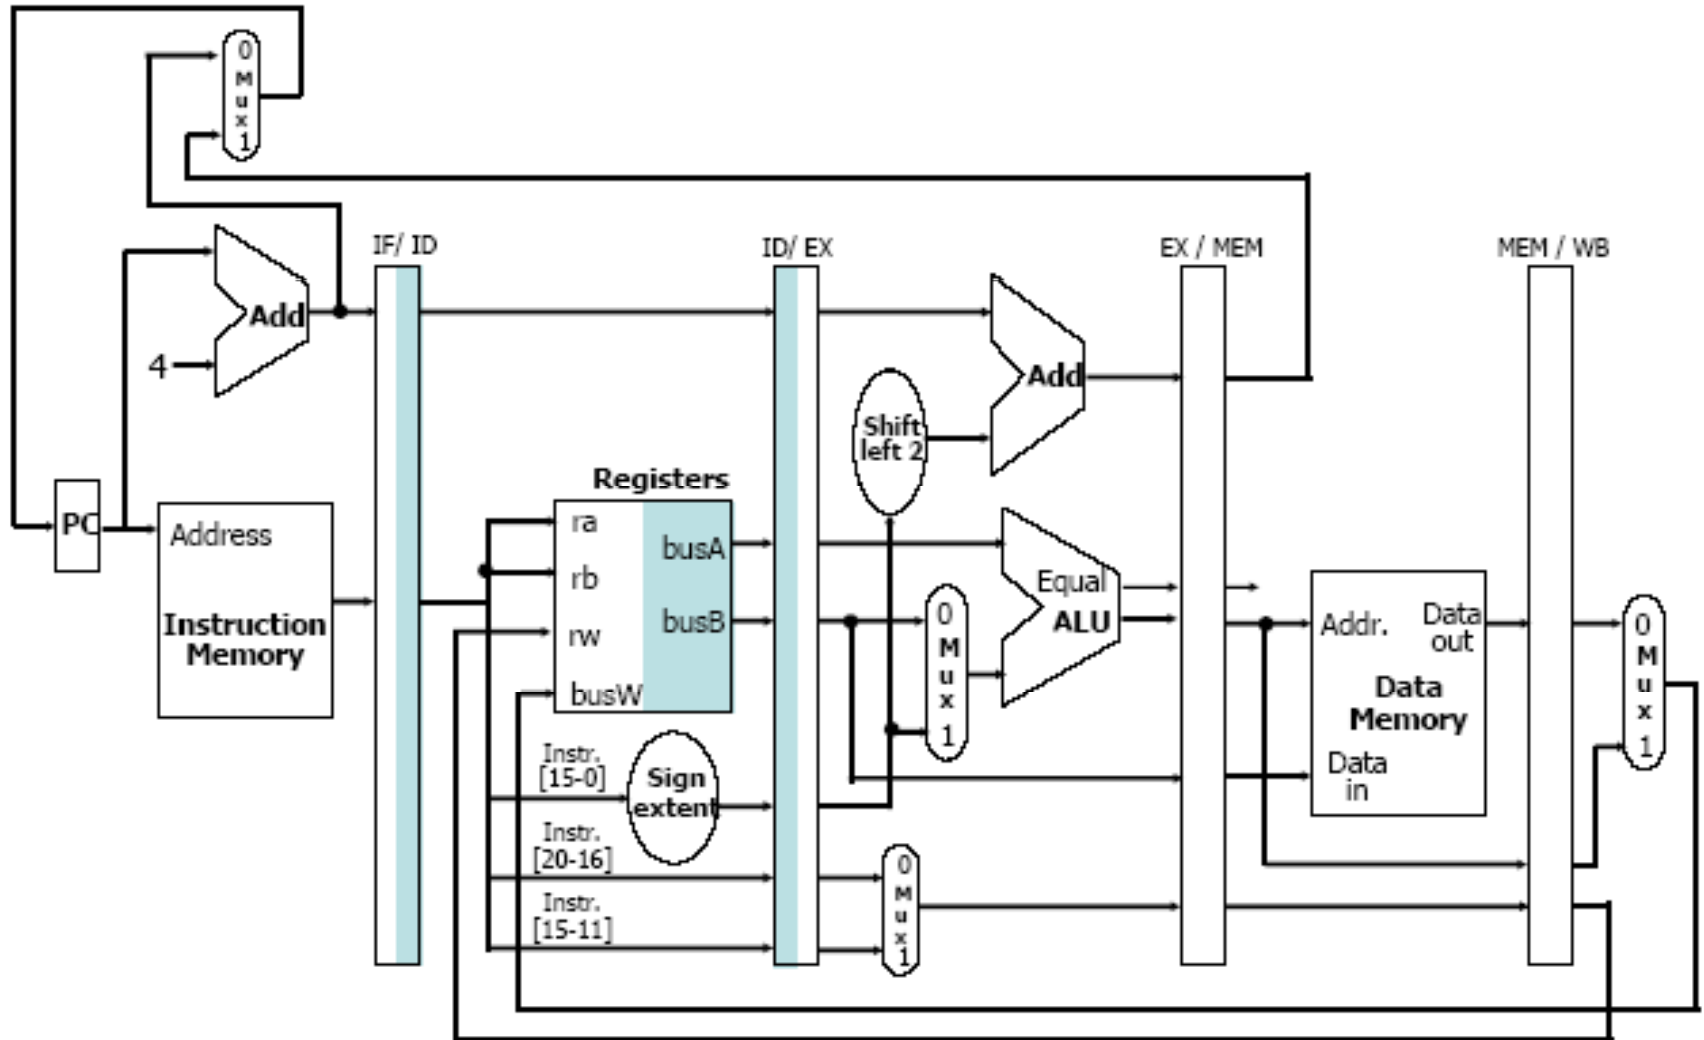 0
M
u
x
1
IF/ ID
ID/ EX
EX / MEM
MEM / WB
Add
4
Add
Shift
left 2
Registers
PC
Address
Instruction
Memory
ra
rb
rw
busW
busA
busB
0
M
u
x
1
Equal
ALU
Addr.
Data
out
Data
Memory
Data
in
0
M
u
x
1
Instr.
[15-0]
Sign
extent
Instr.
[20-16]
Instr.
[15-11]
0
M
u
x
1